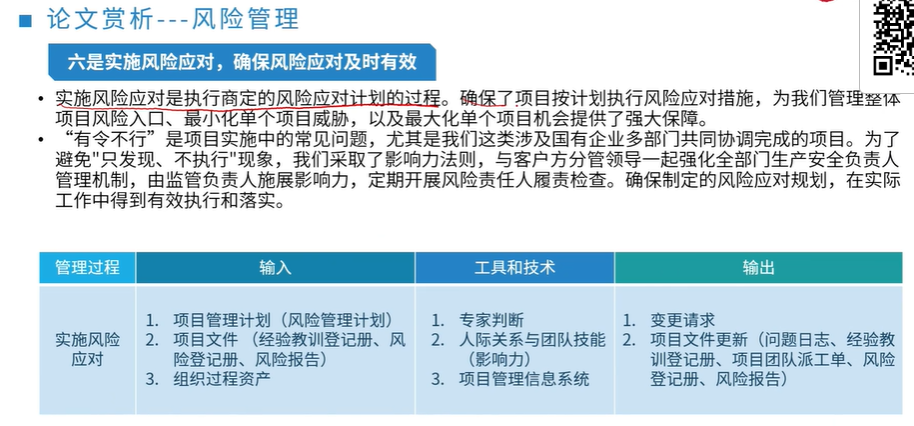 论文赏析---风险管理
六是实施风险应对，确保风险应对及时有效
• 实施风险应对是执行商定的风险应对计划的过程。确保了项目按计划执行风险应对措施，为我们管理整体
项目风险入口、最小化单个项目威胁，以及最大化单个项目机会提供了强大保障。
• “有令不行”是项目实施中的常见问题，尤其是我们这类涉及国有企业多部门共同协调完成的项目。为了
避免"只发现、不执行"现象，我们采取了影响力法则，与客户方分管领导一起强化全部门生产安全负责人
管理机制，由监管负责人施展影响力，定期开展风险责任人履责检查。确保制定的风险应对规划，在实际
工作中得到有效执行和落实。
管理过程
输入
工具和技术
输出
实施风险
应对
1. 项目管理计划（风险管理计划）
2. 项目文件 （经验教训登记册、风
险登记册、风险报告）
3. 组织过程资产
1. 专家判断
2. 人际关系与团队技能
（影响力）
3. 项目管理信息系统
1. 变更请求
2. 项目文件更新（问题日志、经验教
训登记册、项目团队派工单、风险
登记册、风险报告）